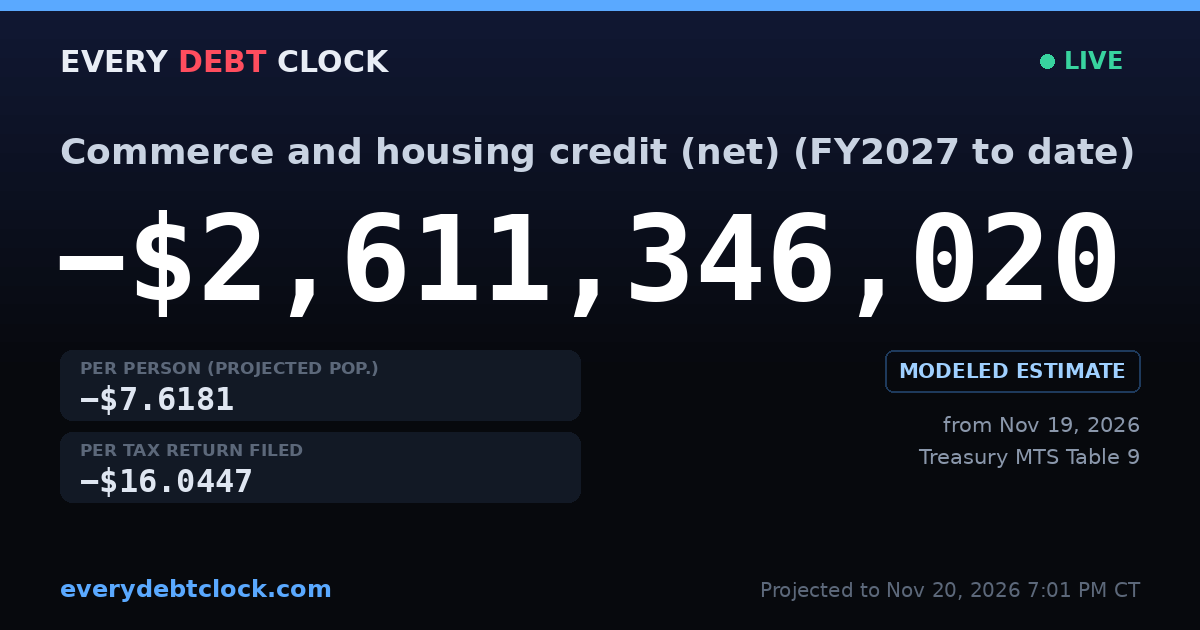 EVERY DEBT CLOCK
LIVE
Commerce and housing credit (net) (FY2027 to date)
−$2,611,346,020
PER PERSON (PROJECTED POP.)
−$7.6181
PER TAX RETURN FILED
−$16.0447
MODELED ESTIMATE
from Nov 19, 2026
Treasury MTS Table 9
everydebtclock.com
Projected to Nov 20, 2026 7:01 PM CT